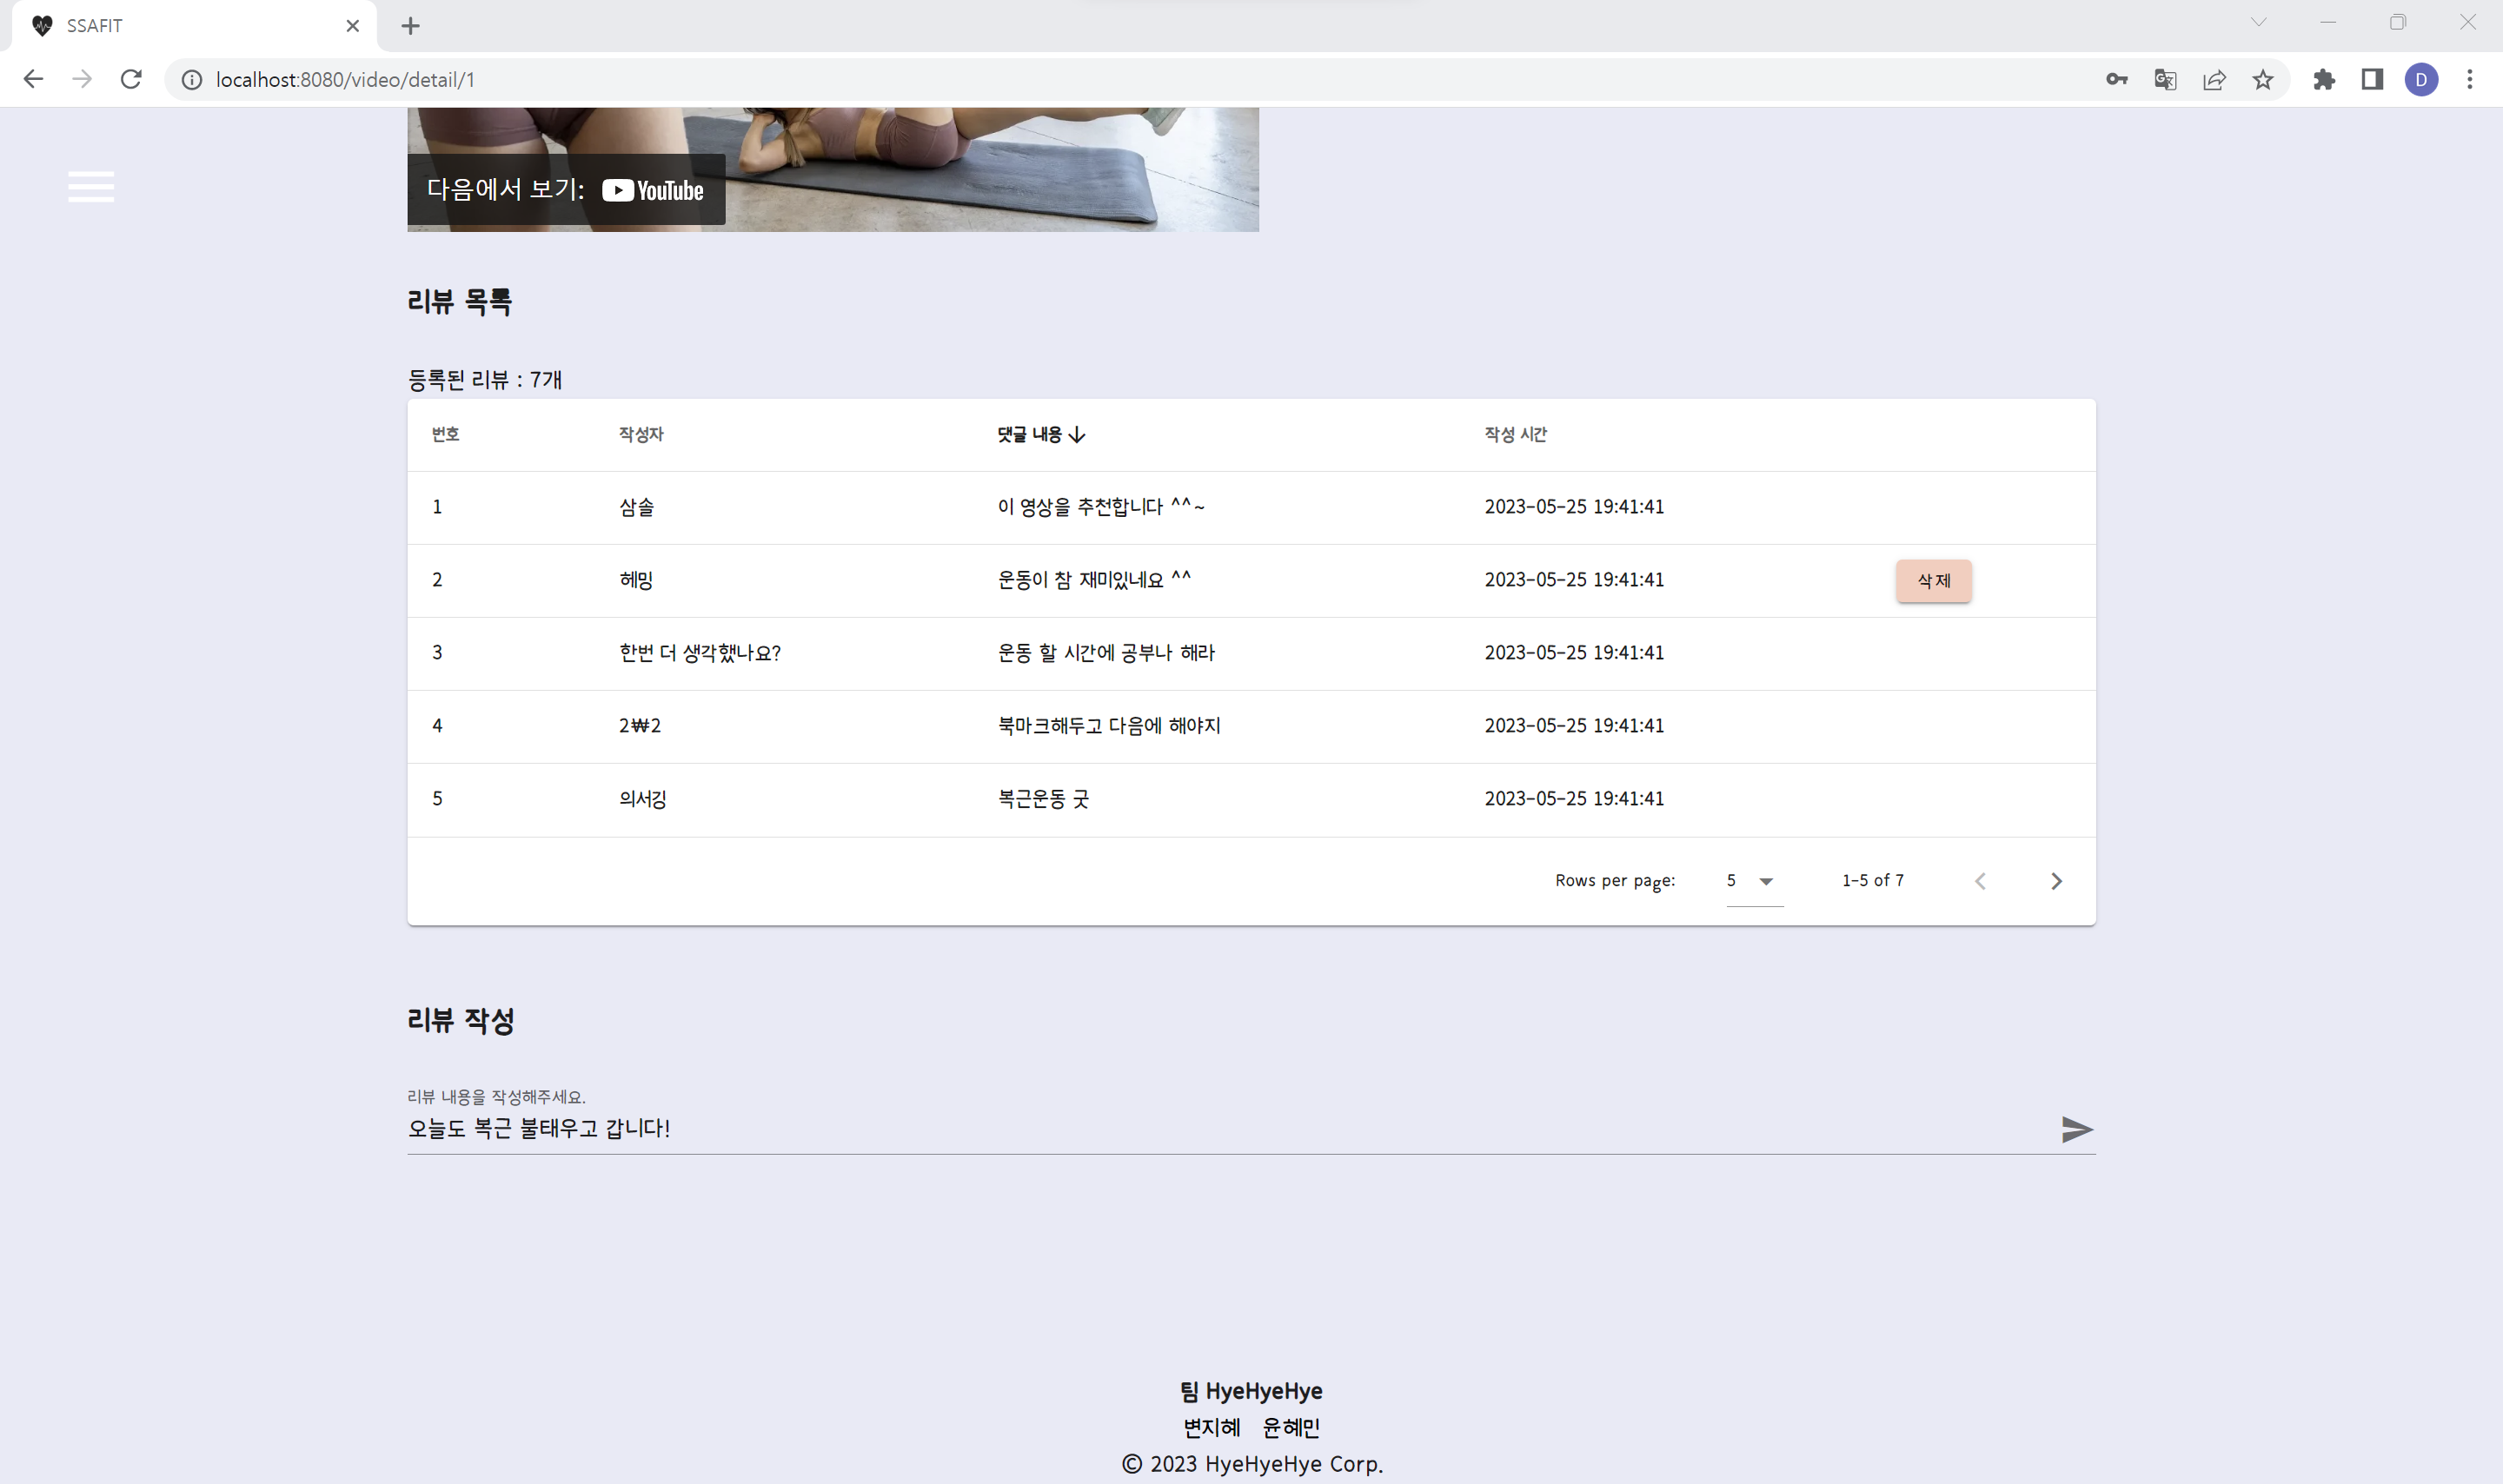 SSAFIT
localhost:8080/video/detail/1
D
다음에서 보기: YouTube
리뷰 목록
등록된 리뷰 : 7개
번호 작성자 댓글 내용 작성 시간
1 삼솔 이 영상을 추천합니다 ^^~ 2023-05-25 19:41:41
2 헤밍 운동이 참 재미있네요 ^^ 2023-05-25 19:41:41 삭제
3 한번 더 생각했나요? 운동 할 시간에 공부나 해라 2023-05-25 19:41:41
4 2₩2 북마크해두고 다음에 해야지 2023-05-25 19:41:41
5 의서깅 복근운동 굿 2023-05-25 19:41:41
Rows per page: 5 1-5 of 7
리뷰 작성
리뷰 내용을 작성해주세요.
오늘도 복근 불태우고 갑니다!
팀 HyeHyeHye
변지혜 윤혜민
© 2023 HyeHyeHye Corp.